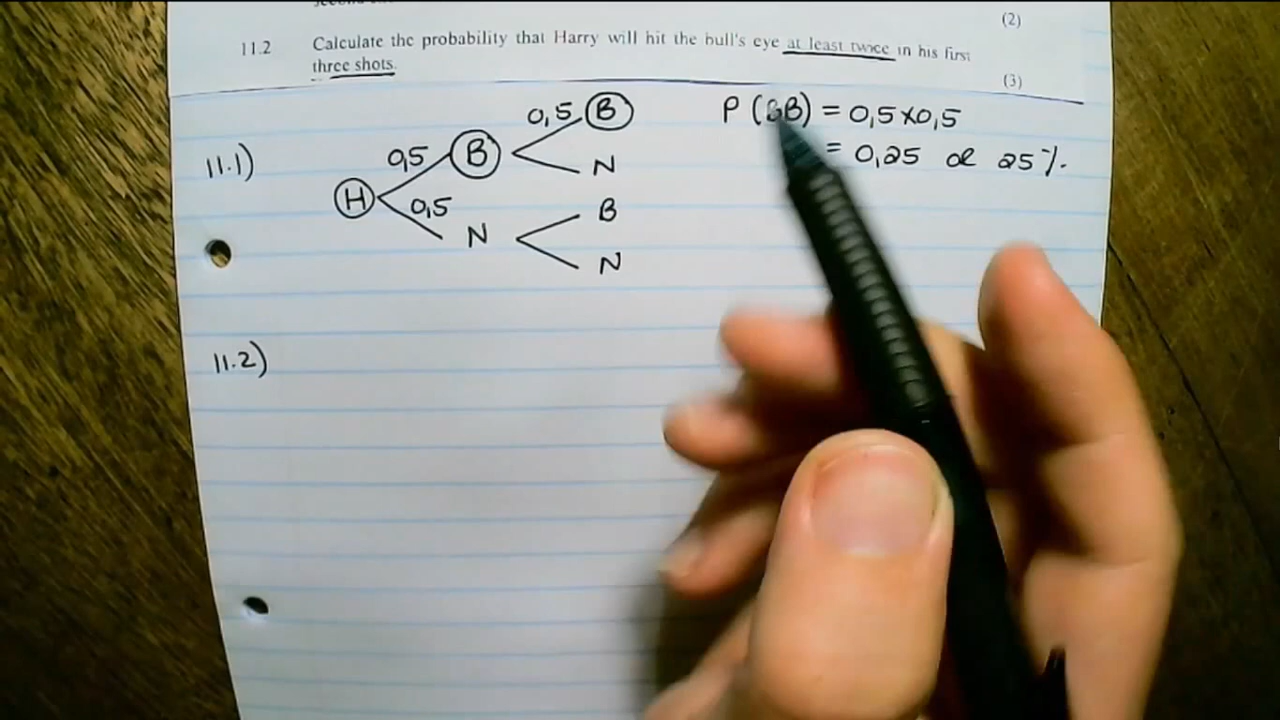 (2)
11.2 Calculate the probability that Harry will hit the bull's eye at least twice in his first
three shots.
(3)
11.1)
H
0,5
B
0,5
B
N
0,5
N
B
N
P (BB) = 0,5 x 0,5
= 0,25 or 25%.
11.2)